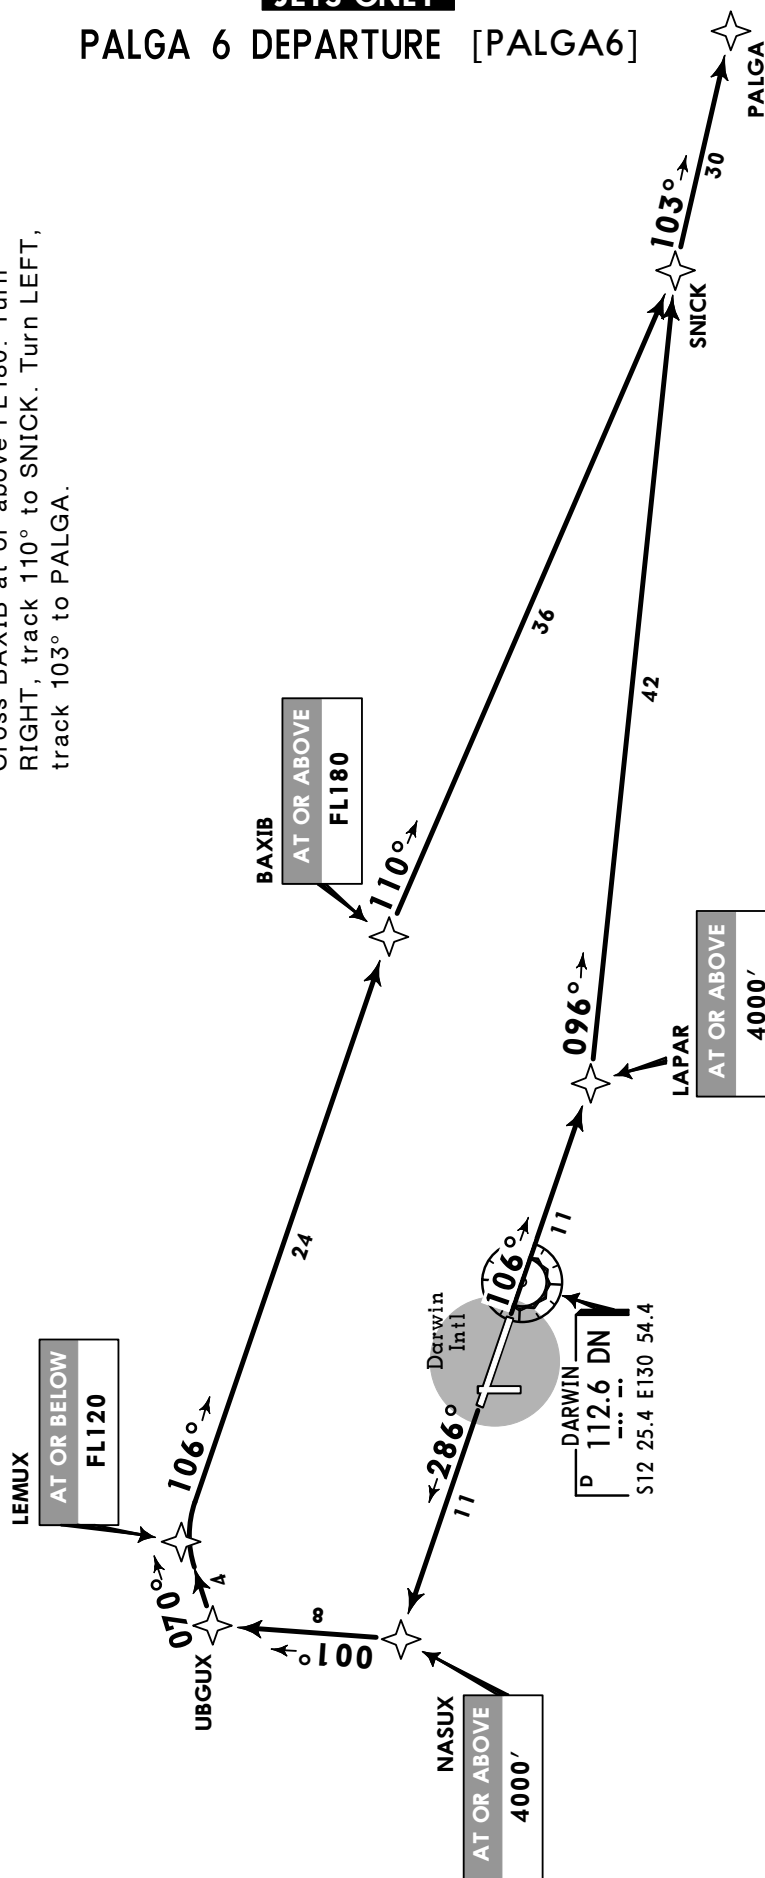 JETS ONLY
PALGA 6 DEPARTURE [PALGA6]
Cross BAXIB at or above FL180. Turn
RIGHT, track 110° to SNICK. Turn LEFT,
track 103° to PALGA.
PALGA
30
103°
SNICK
36
42
BAXIB
AT OR ABOVE
FL180
110°
096°
LAPAR
AT OR ABOVE
4000'
24
11
106°
Darwin
Intl
DARWIN
D
112.6 DN
S12 25.4 E130 54.4
286°
11
LEMUX
AT OR BELOW
FL120
106°
070°
4
UBGUX
8
001°
NASUX
AT OR ABOVE
4000'